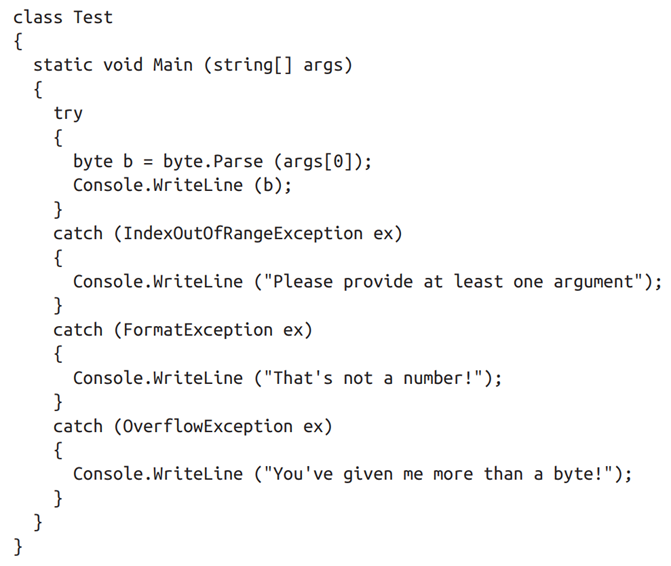 class Test
{
  static void Main (string[] args)
  {
    try
    {
      byte b = byte.Parse (args[0]);
      Console.WriteLine (b);
    }
    catch (IndexOutOfRangeException ex)
    {
      Console.WriteLine ("Please provide at least one argument");
    }
    catch (FormatException ex)
    {
      Console.WriteLine ("That's not a number!");
    }
    catch (OverflowException ex)
    {
      Console.WriteLine ("You've given me more than a byte!");
    }
  }
}